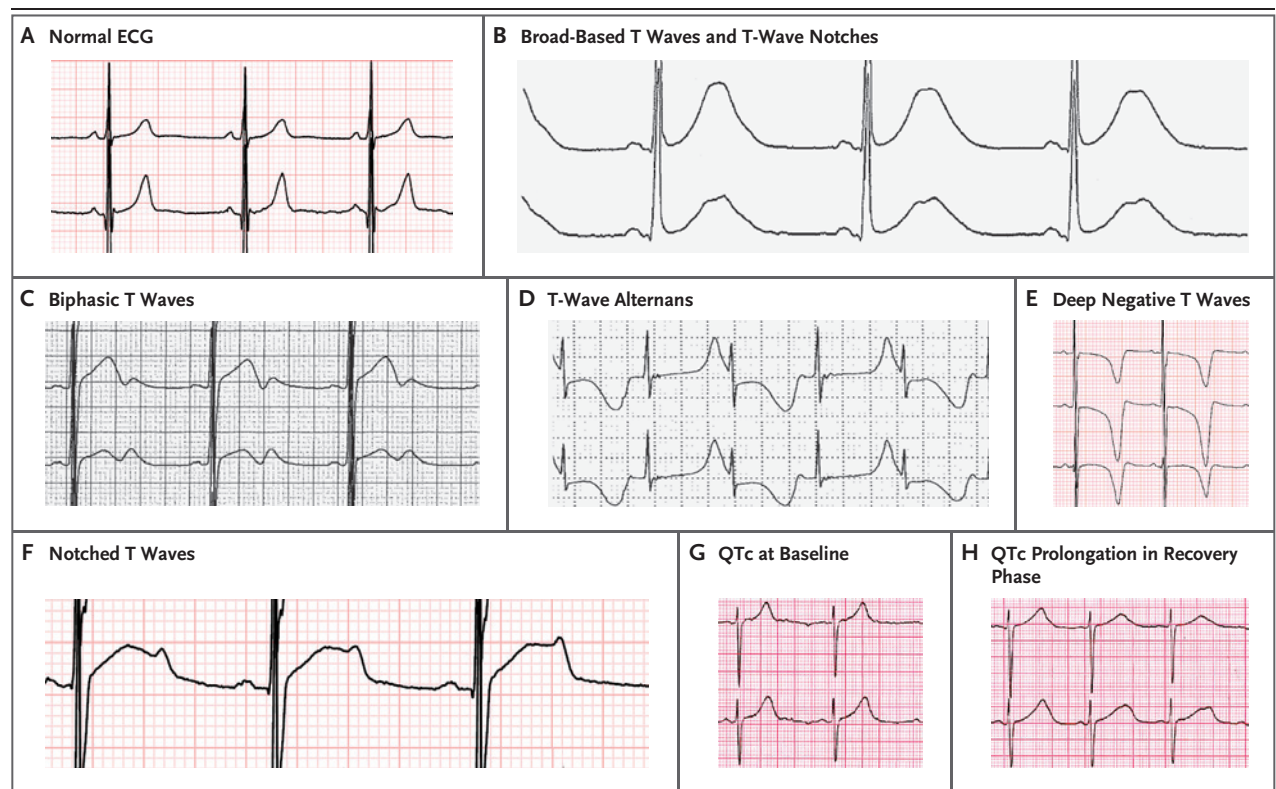 A Normal ECG
B Broad-Based T Waves and T-Wave Notches
C Biphasic T Waves
D T-Wave Alternans
E Deep Negative T Waves
F Notched T Waves
G QTc at Baseline
H QTc Prolongation in Recovery
Phase